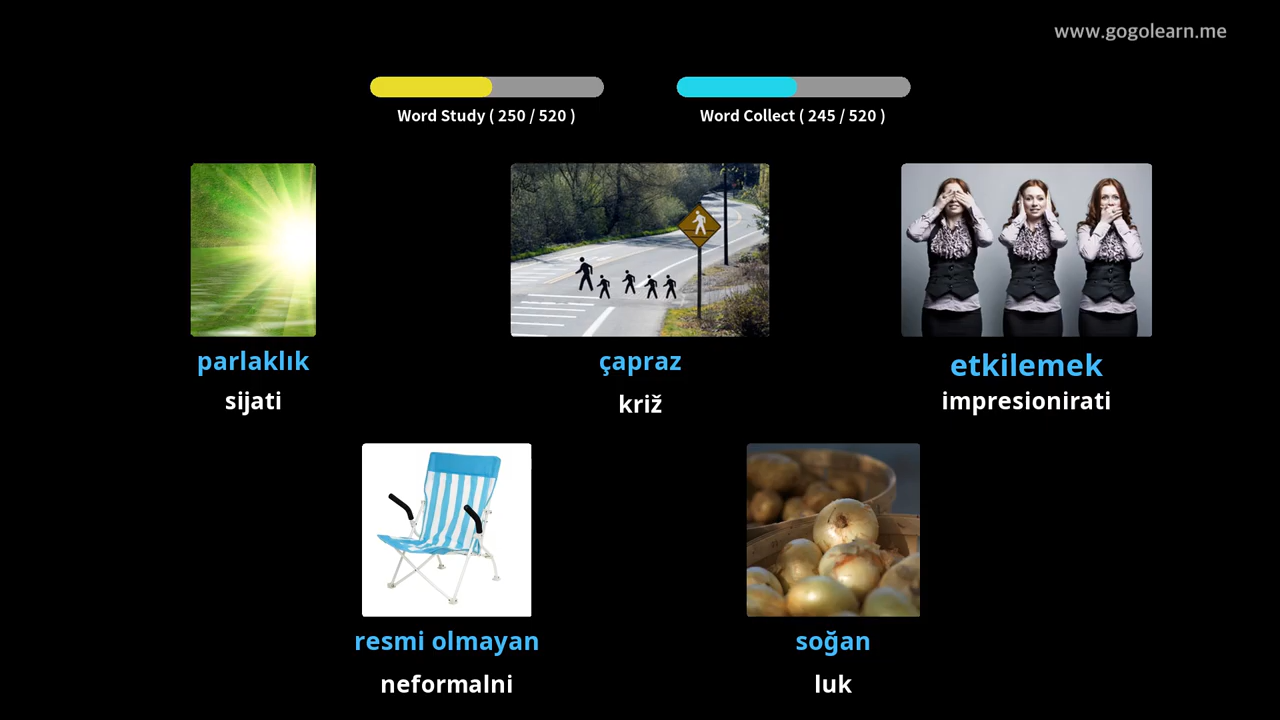 www.gogolearn.me
Word Study ( 250 / 520 )
Word Collect ( 245 / 520 )
parlaklık
sijati
çapraz
križ
etkilemek
impresionirati
resmi olmayan
neformalni
soğan
luk